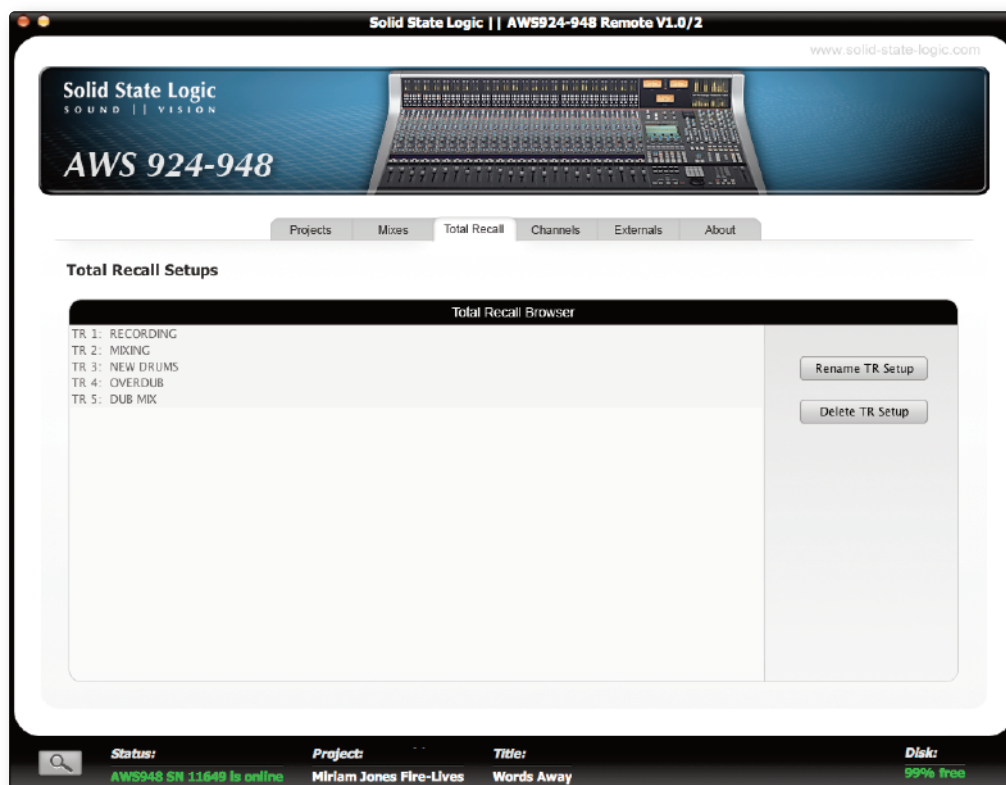 Solid State Logic || AWS924-948 Remote V1.0/2
www.solid-state-logic.com
Solid State Logic
SOUND || VISION
AWS 924-948
Projects Mixes Total Recall Channels Externals About
Total Recall Setups
Total Recall Browser
TR 1: RECORDING
TR 2: MIXING
TR 3: NEW DRUMS
TR 4: OVERDUB
TR 5: DUB MIX
Rename TR Setup
Delete TR Setup
Status: Project: Title: Disk:
AWS948 SN 11649 is online Miriam Jones Fire-Lives Words Away 99% free